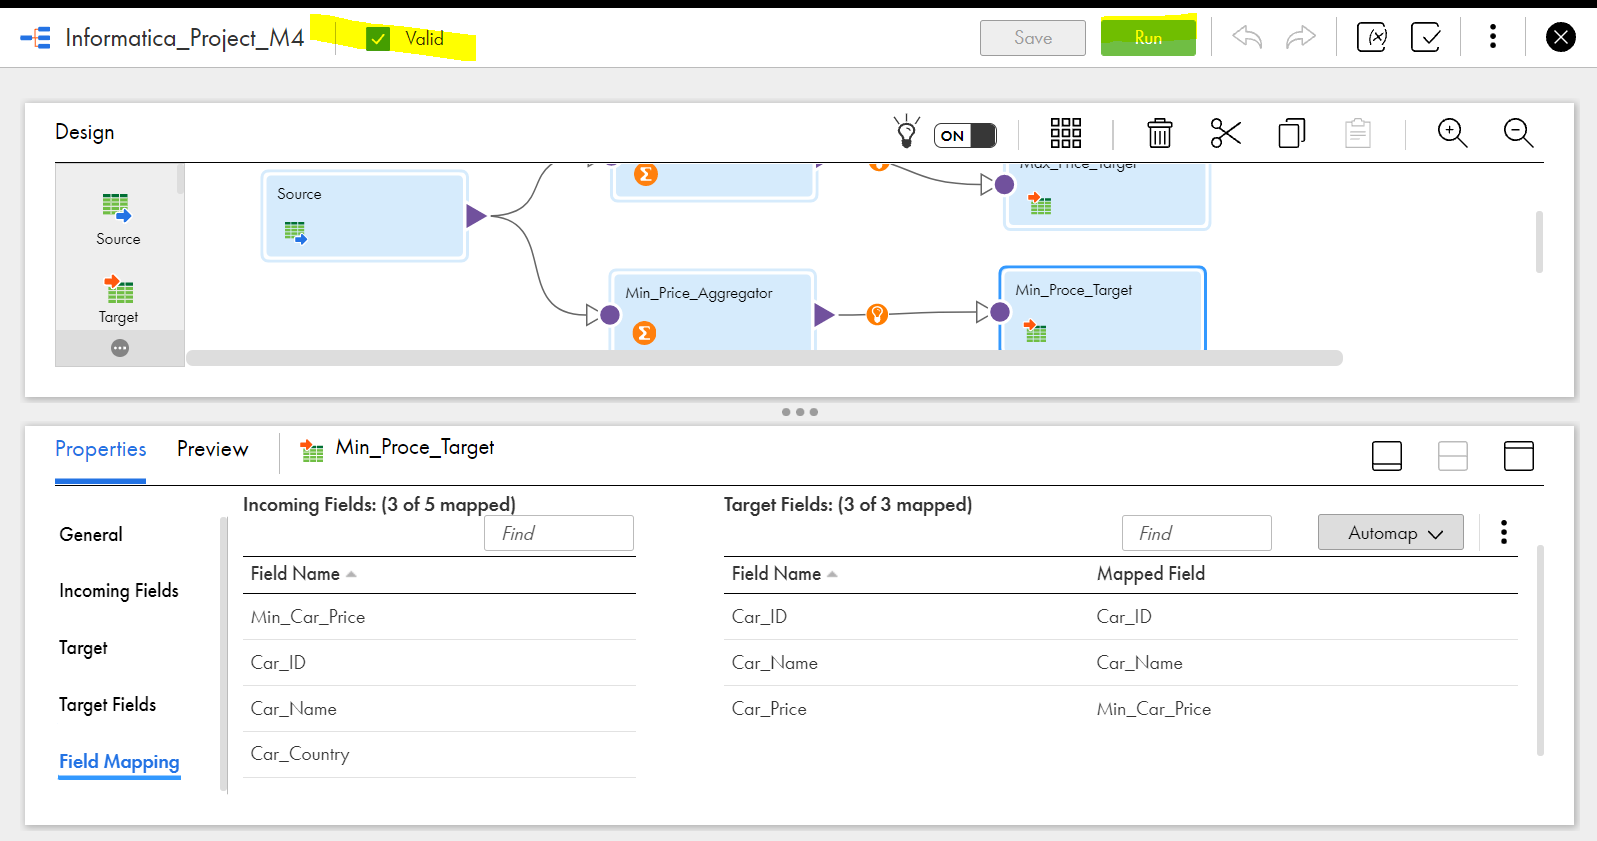 Informatica_Project_M4 Valid Save Run
Design ON
Source
Target
Source
Max_Price_Target
Min_Price_Aggregator
Min_Proce_Target
Properties Preview Min_Proce_Target
General
Incoming Fields
Target
Target Fields
Field Mapping
Incoming Fields: (3 of 5 mapped)
Find
Field Name
Min_Car_Price
Car_ID
Car_Name
Car_Country
Target Fields: (3 of 3 mapped)
Find Automap
Field Name Mapped Field
Car_ID Car_ID
Car_Name Car_Name
Car_Price Min_Car_Price